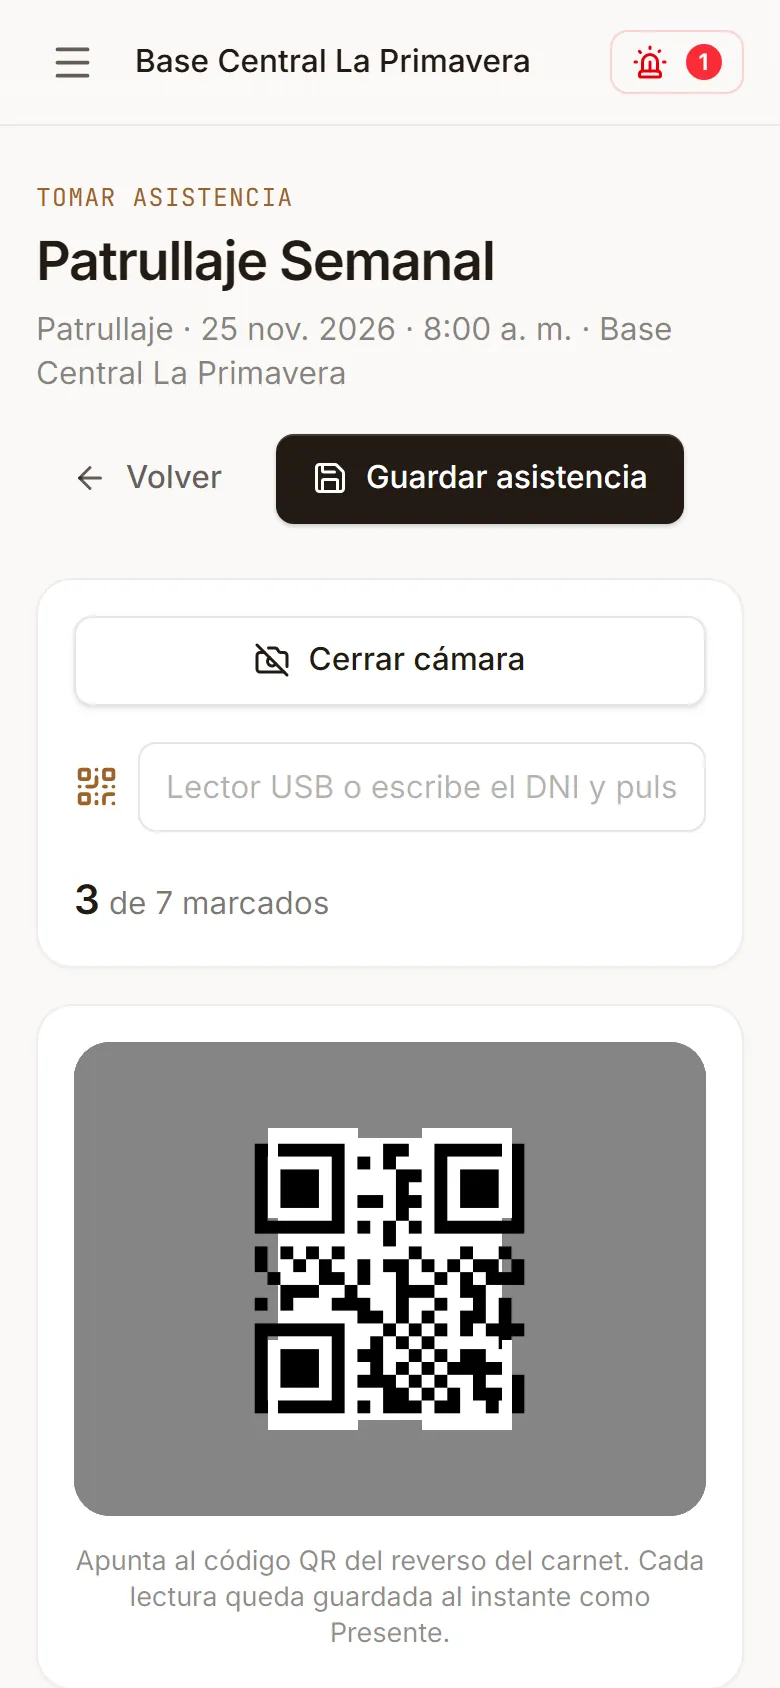 Base Central La Primavera
1
TOMAR ASISTENCIA
Patrullaje Semanal
Patrullaje · 25 nov. 2026 · 8:00 a. m. · Base
Central La Primavera
Volver
Guardar asistencia
Cerrar cámara
Lector USB o escribe el DNI y puls
3 de 7 marcados
Apunta al código QR del reverso del carnet. Cada
lectura queda guardada al instante como
Presente.